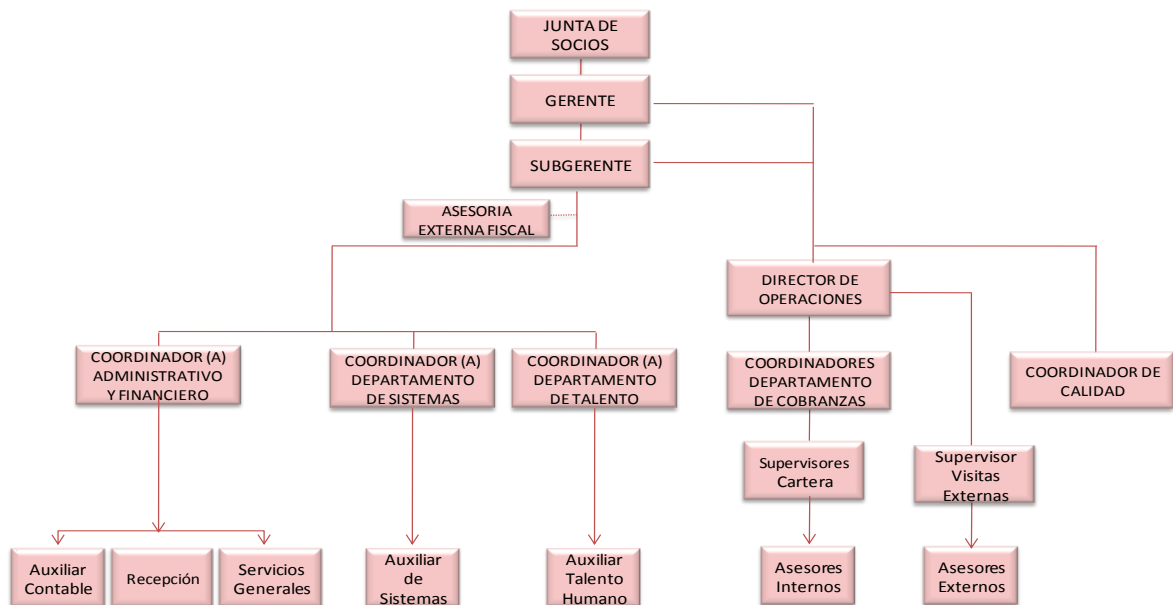 JUNTA DE
SOCIOS
GERENTE
SUBGERENTE
ASESORIA
EXTERNA FISCAL
DIRECTOR DE
OPERACIONES
COORDINADOR (A)
ADMINISTRATIVO
Y FINANCIERO
COORDINADOR (A)
DEPARTAMENTO
DE SISTEMAS
COORDINADOR (A)
DEPARTAMENTO
DE TALENTO
COORDINADORES
DEPARTAMENTO
DE COBRANZAS
COORDINADOR DE
CALIDAD
Supervisores
Cartera
Supervisor
Visitas
Externas
Auxiliar
Contable
Recepción
Servicios
Generales
Auxiliar
de
Sistemas
Auxiliar
Talento
Humano
Asesores
Internos
Asesores
Externos